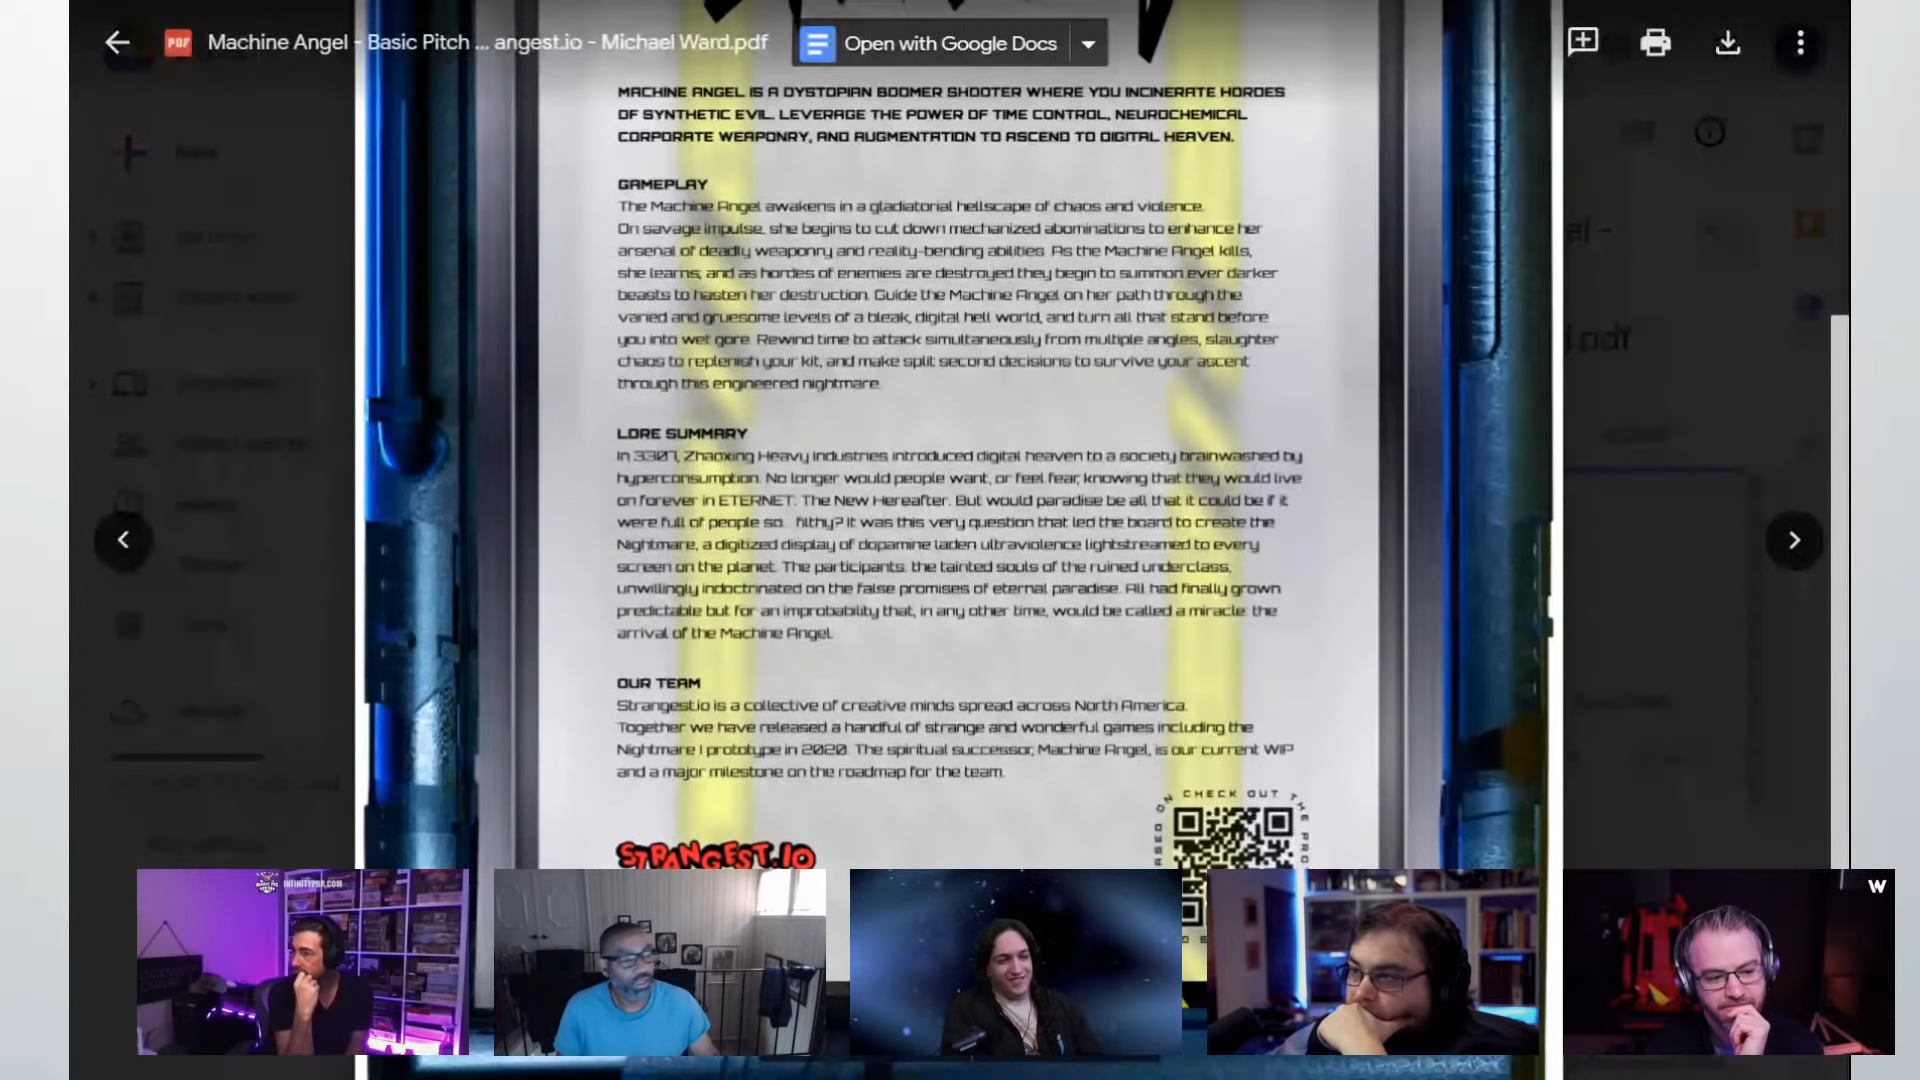 PDF Machine Angel - Basic Pitch ... angest.io - Michael Ward.pdf Open with Google Docs
MACHINE ANGEL IS A DYSTOPIAN BOOMER SHOOTER WHERE YOU INCINERATE HORDES
OF SYNTHETIC EVIL. LEVERAGE THE POWER OF TIME CONTROL, NEUROCHEMICAL
CORPORATE WEAPONRY, AND AUGMENTATION TO ASCEND TO DIGITAL HEAVEN.
GAMEPLAY
The Machine Angel awakens in a gladiatorial hellscape of chaos and violence.
On savage impulse, she begins to cut down mechanized abominations to enhance her
arsenal of deadly weaponry and reality-bending abilities. As the Machine Angel kills,
she learns; and as hordes of enemies are destroyed they begin to summon ever darker
beasts to hasten her destruction. Guide the Machine Angel on her path through the
varied and gruesome levels of a bleak, digital hell world, and turn all that stand before
you into wet gore. Rewind time to attack simultaneously from multiple angles, slaughter
chaos to replenish your kit, and make split second decisions to survive your ascent
through this engineered nightmare.
LORE SUMMARY
In 3307, Zhaoxing Heavy Industries introduced digital heaven to a society brainwashed by
hyperconsumption. No longer would people want, or feel fear, knowing that they would live
on forever in ETERNET: The New Hereafter. But would paradise be all that it could be if it
were full of people so... filthy? It was this very question that led the board to create the
Nightmare, a digitized display of dopamine laden ultraviolence lightstreamed to every
screen on the planet. The participants: the tainted souls of the ruined underclass,
unwillingly indoctrinated on the false promises of eternal paradise. All had finally grown
predictable but for an improbability that, in any other time, would be called a miracle: the
arrival of the Machine Angel.
OUR TEAM
Strangest.io is a collective of creative minds spread across North America.
Together we have released a handful of strange and wonderful games including the
Nightmare I prototype in 2020. The spiritual successor, Machine Angel, is our current WIP
and a major milestone on the roadmap for the team.
CHECK OUT THE
STRANGEST.IO
INFINITYPBR.COM
W